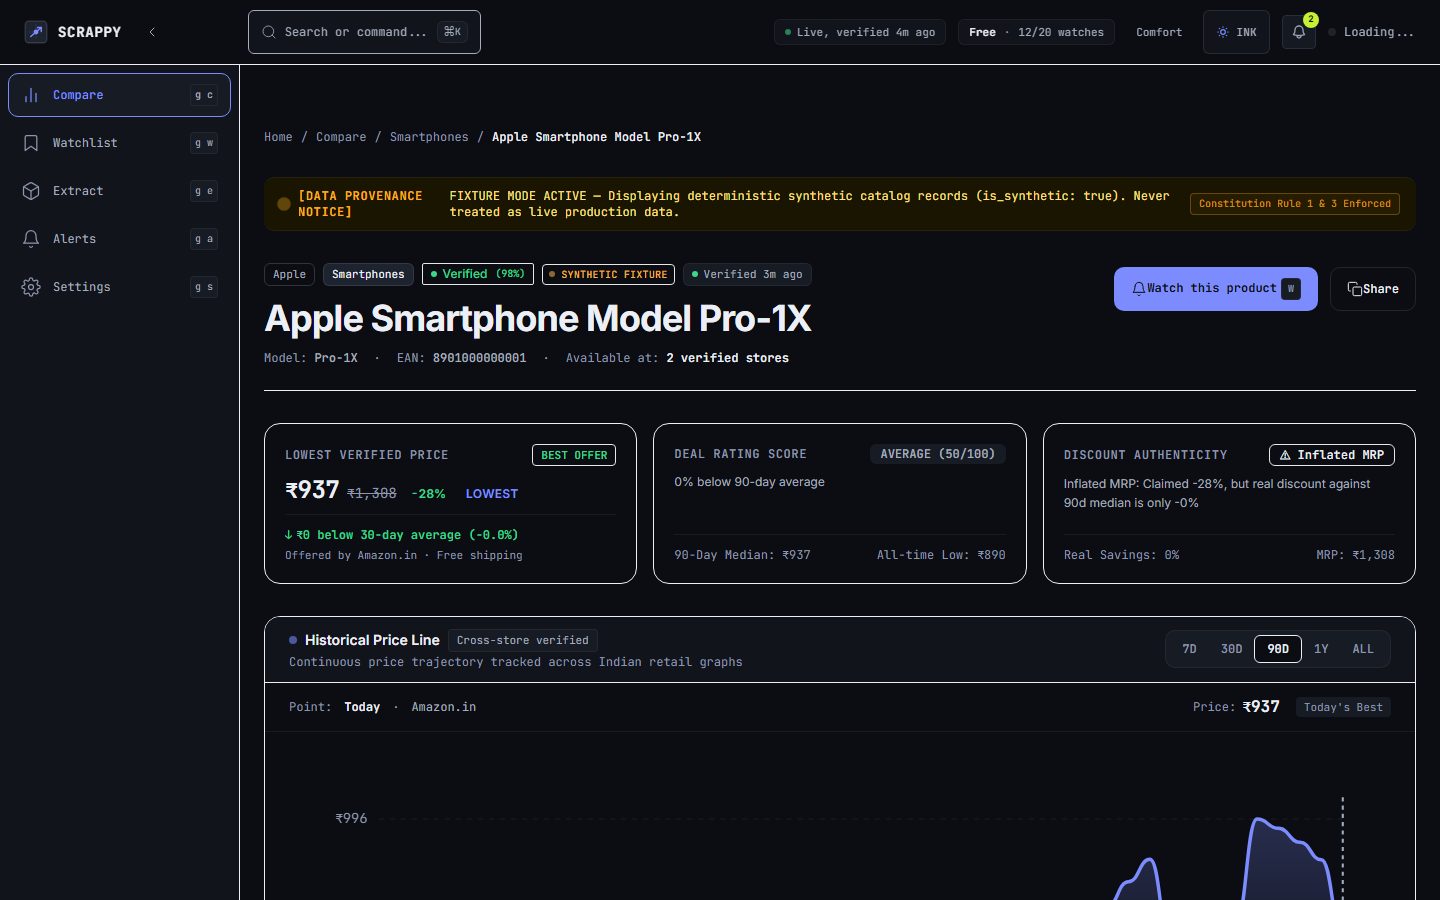 SCRAPPY
Search or command... ⌘K
Live, verified 4m ago
Free · 12/20 watches
Comfort
INK
2
Loading...
Compare g c
Watchlist g w
Extract g e
Alerts g a
Settings g s
Home / Compare / Smartphones / Apple Smartphone Model Pro-1X
[DATA PROVENANCE NOTICE]
FIXTURE MODE ACTIVE — Displaying deterministic synthetic catalog records (is_synthetic: true). Never
treated as live production data.
Constitution Rule 1 & 3 Enforced
Apple
Smartphones
Verified (98%)
SYNTHETIC FIXTURE
Verified 3m ago
Watch this product W
Share
Apple Smartphone Model Pro-1X
Model: Pro-1X · EAN: 8901000000001 · Available at: 2 verified stores
LOWEST VERIFIED PRICE BEST OFFER
₹937 ₹1,308 -28% LOWEST
↓ ₹0 below 30-day average (-0.0%)
Offered by Amazon.in · Free shipping
DEAL RATING SCORE AVERAGE (50/100)
0% below 90-day average
90-Day Median: ₹937 All-time Low: ₹890
DISCOUNT AUTHENTICITY ⚠ Inflated MRP
Inflated MRP: Claimed -28%, but real discount against
90d median is only -0%
Real Savings: 0% MRP: ₹1,308
Historical Price Line Cross-store verified
Continuous price trajectory tracked across Indian retail graphs
7D 30D 90D 1Y ALL
Point: Today · Amazon.in
Price: ₹937 Today's Best
₹996